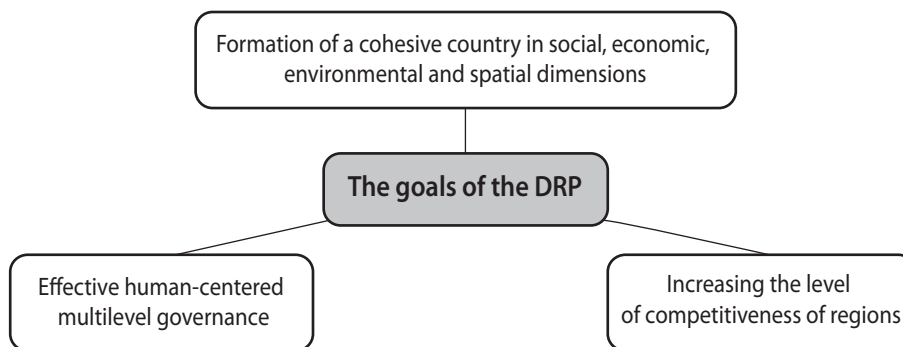 Formation of a cohesive country in social, economic,
environmental and spatial dimensions
The goals of the DRP
Effective human-centered
multilevel governance
Increasing the level
of competitiveness of regions